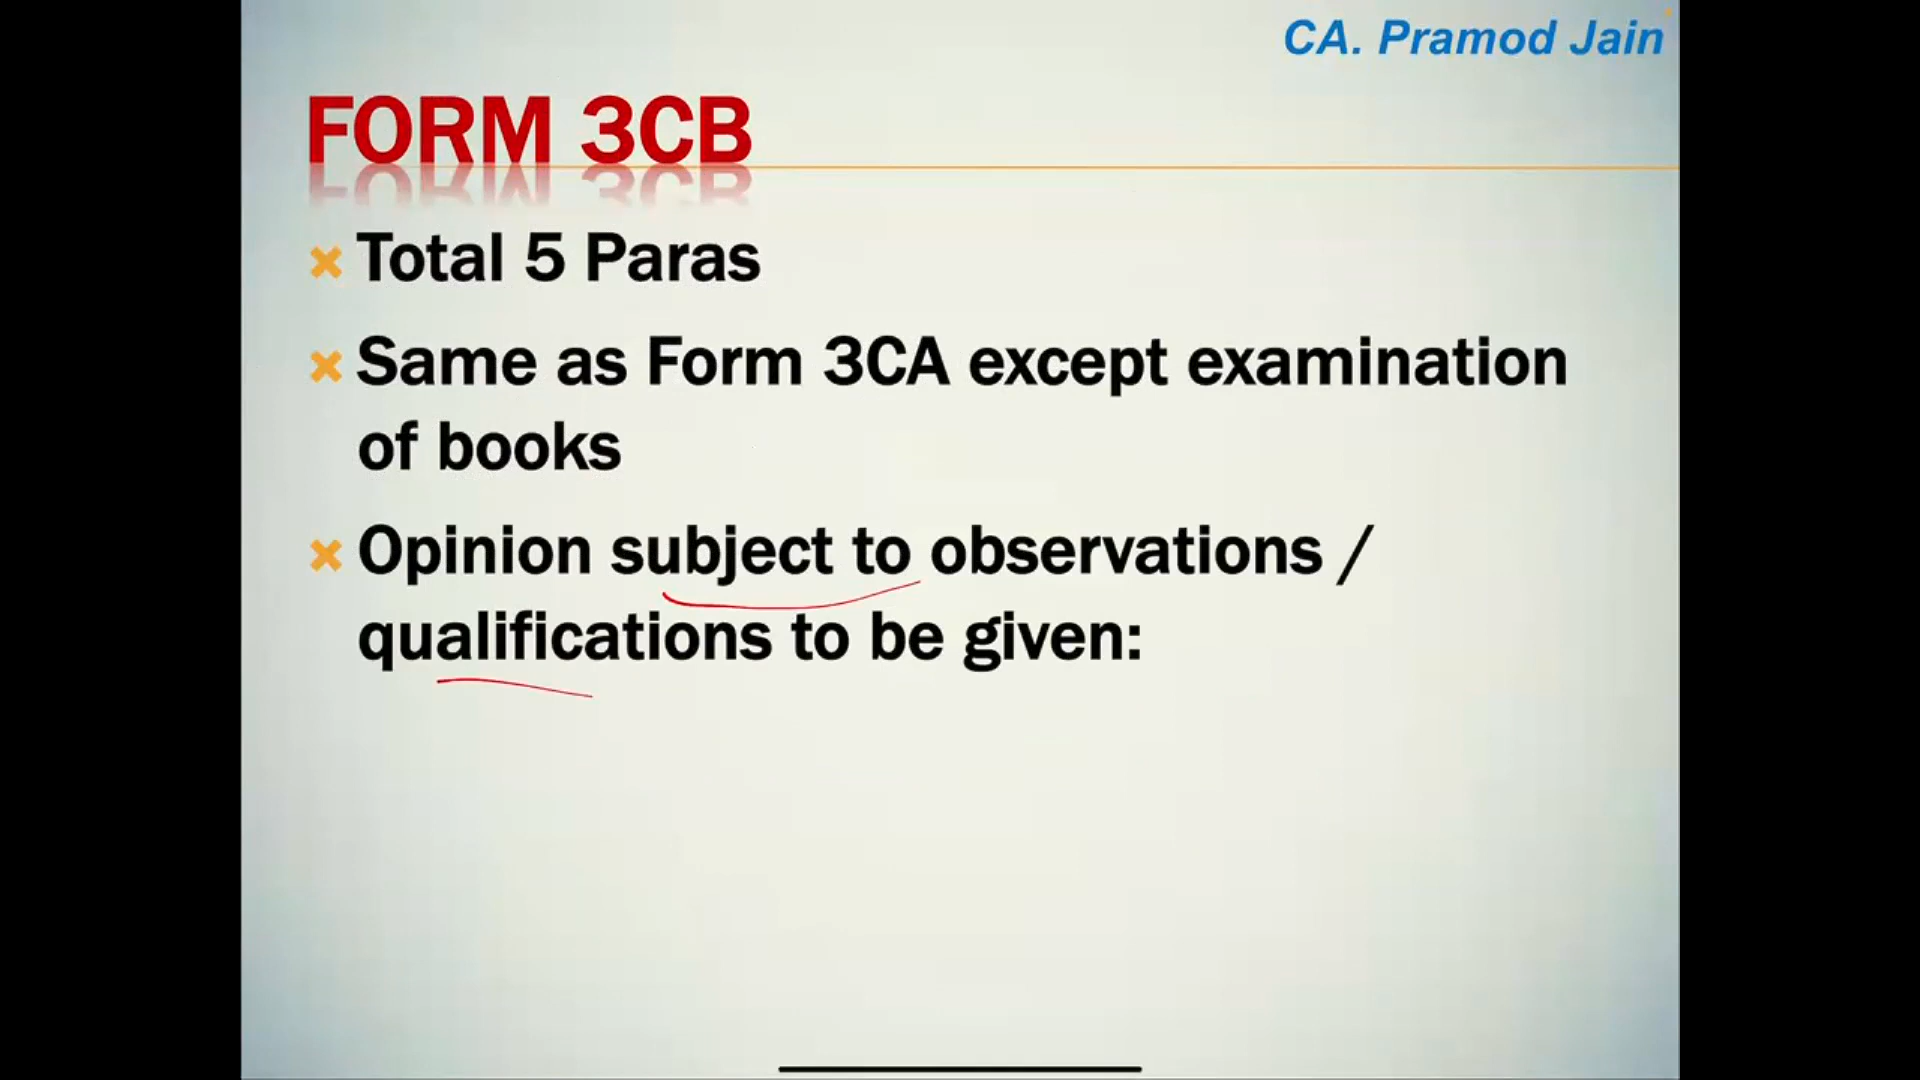 CA. Pramod Jain
FORM 3CB
Total 5 Paras
Same as Form 3CA except examination
of books
Opinion subject to observations /
qualifications to be given: